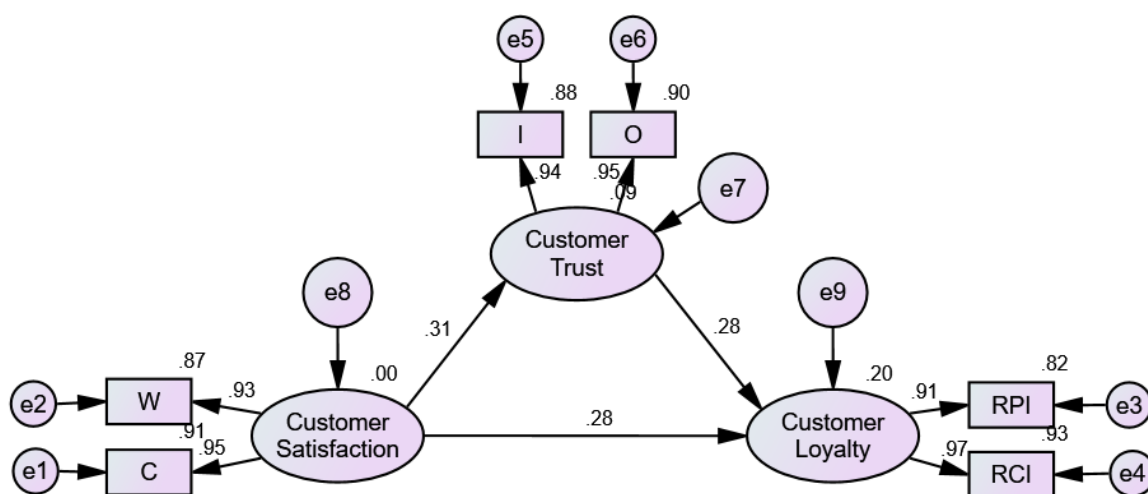 e5
e6
.88
.90
I
O
.94
.95
.09
e7
Customer
Trust
e8
e9
.31
.28
.00
.20
.87
.82
e2
W
.93
.91
RPI
e3
Customer
Satisfaction
.28
Customer
Loyalty
.91
.93
e1
C
.95
.97
RCI
e4